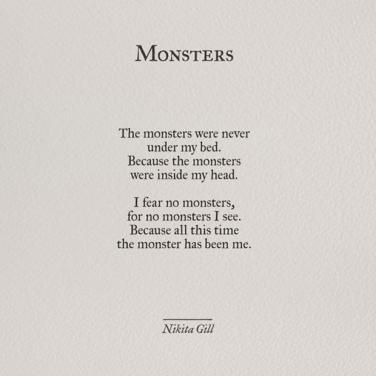 Monsters
The monsters were never
under my bed.
Because the monsters
were inside my head.
I fear no monsters,
for no monsters I see.
Because all this time
the monster has been me.
Nikita Gill